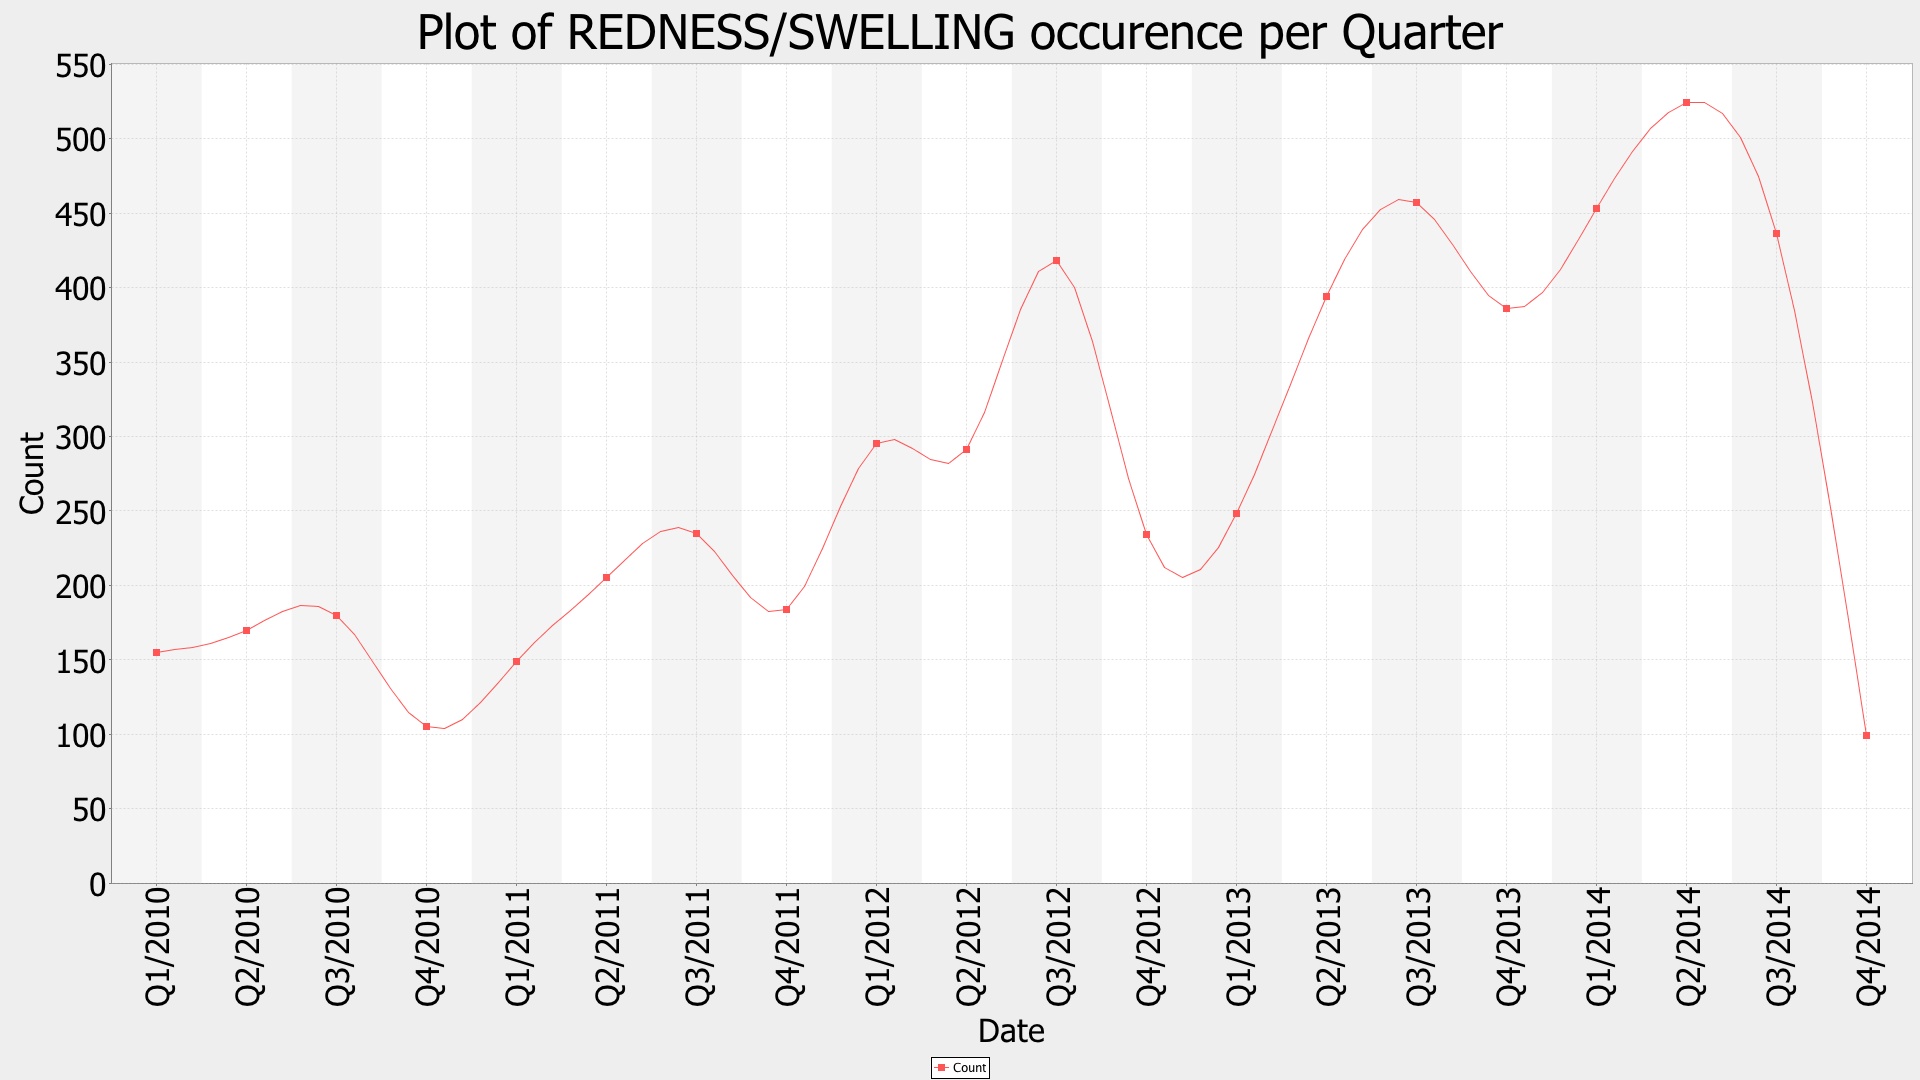 Plot of REDNESS/SWELLING occurence per Quarter
550
500
450
400
350
300
250
200
150
100
50
0
Count
Q1/2010
Q2/2010
Q3/2010
Q4/2010
Q1/2011
Q2/2011
Q3/2011
Q4/2011
Q1/2012
Q2/2012
Q3/2012
Q4/2012
Q1/2013
Q2/2013
Q3/2013
Q4/2013
Q1/2014
Q2/2014
Q3/2014
Q4/2014
Date
Count